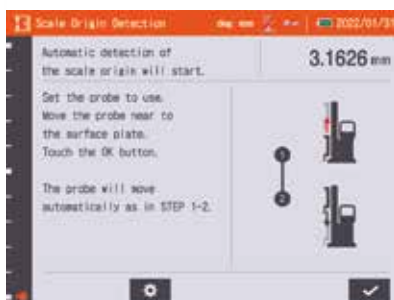 Scale Origin Detection
deg mm
2022/01/31
Automatic detection of
the scale origin will start.
3.1626 mm
Set the probe to use.
Move the probe near to
the surface plate.
Touch the OK button.
1
2
The probe will move
automatically as in STEP 1-2.